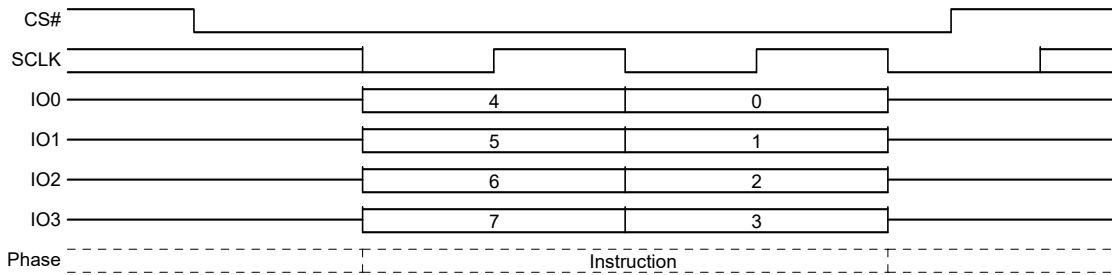 CS#
SCLK
IO0 4 0
IO1 5 1
IO2 6 2
IO3 7 3
Phase Instruction